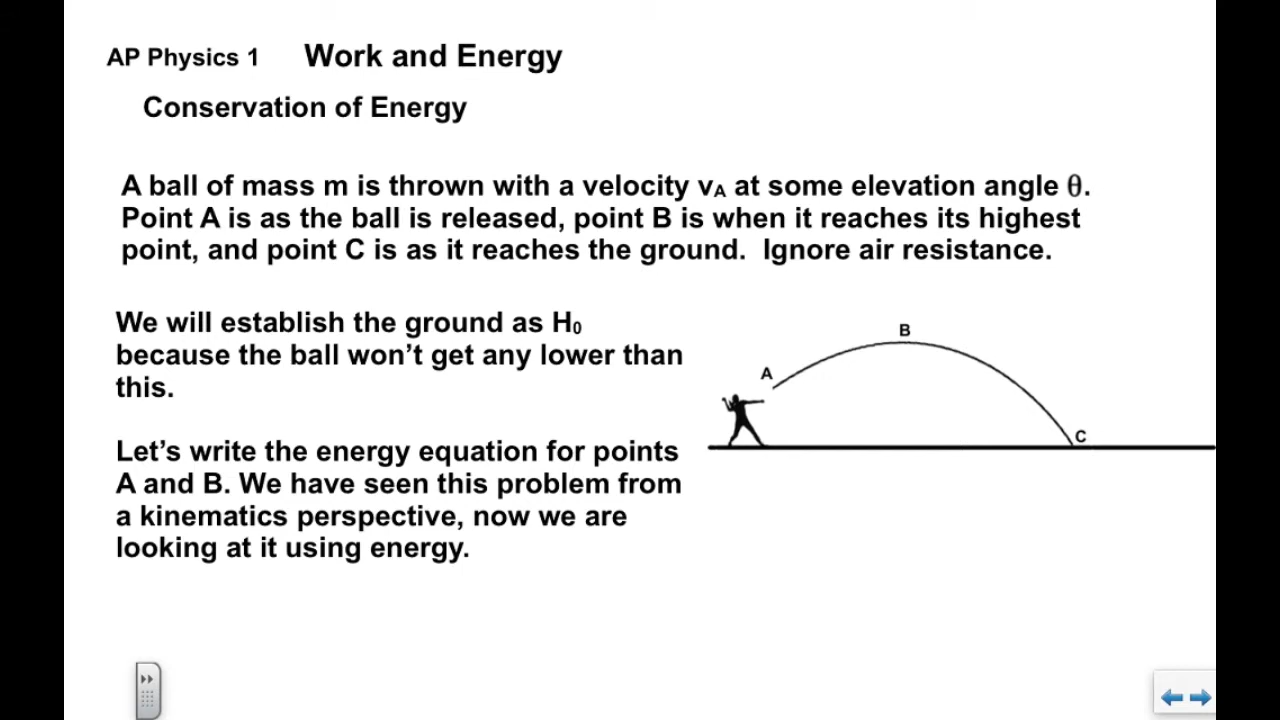 AP Physics 1 Work and Energy
Conservation of Energy
A ball of mass m is thrown with a velocity vA at some elevation angle θ.
Point A is as the ball is released, point B is when it reaches its highest
point, and point C is as it reaches the ground. Ignore air resistance.
We will establish the ground as H0
because the ball won’t get any lower than
this.
Let’s write the energy equation for points
A and B. We have seen this problem from
a kinematics perspective, now we are
looking at it using energy.
B
A
C